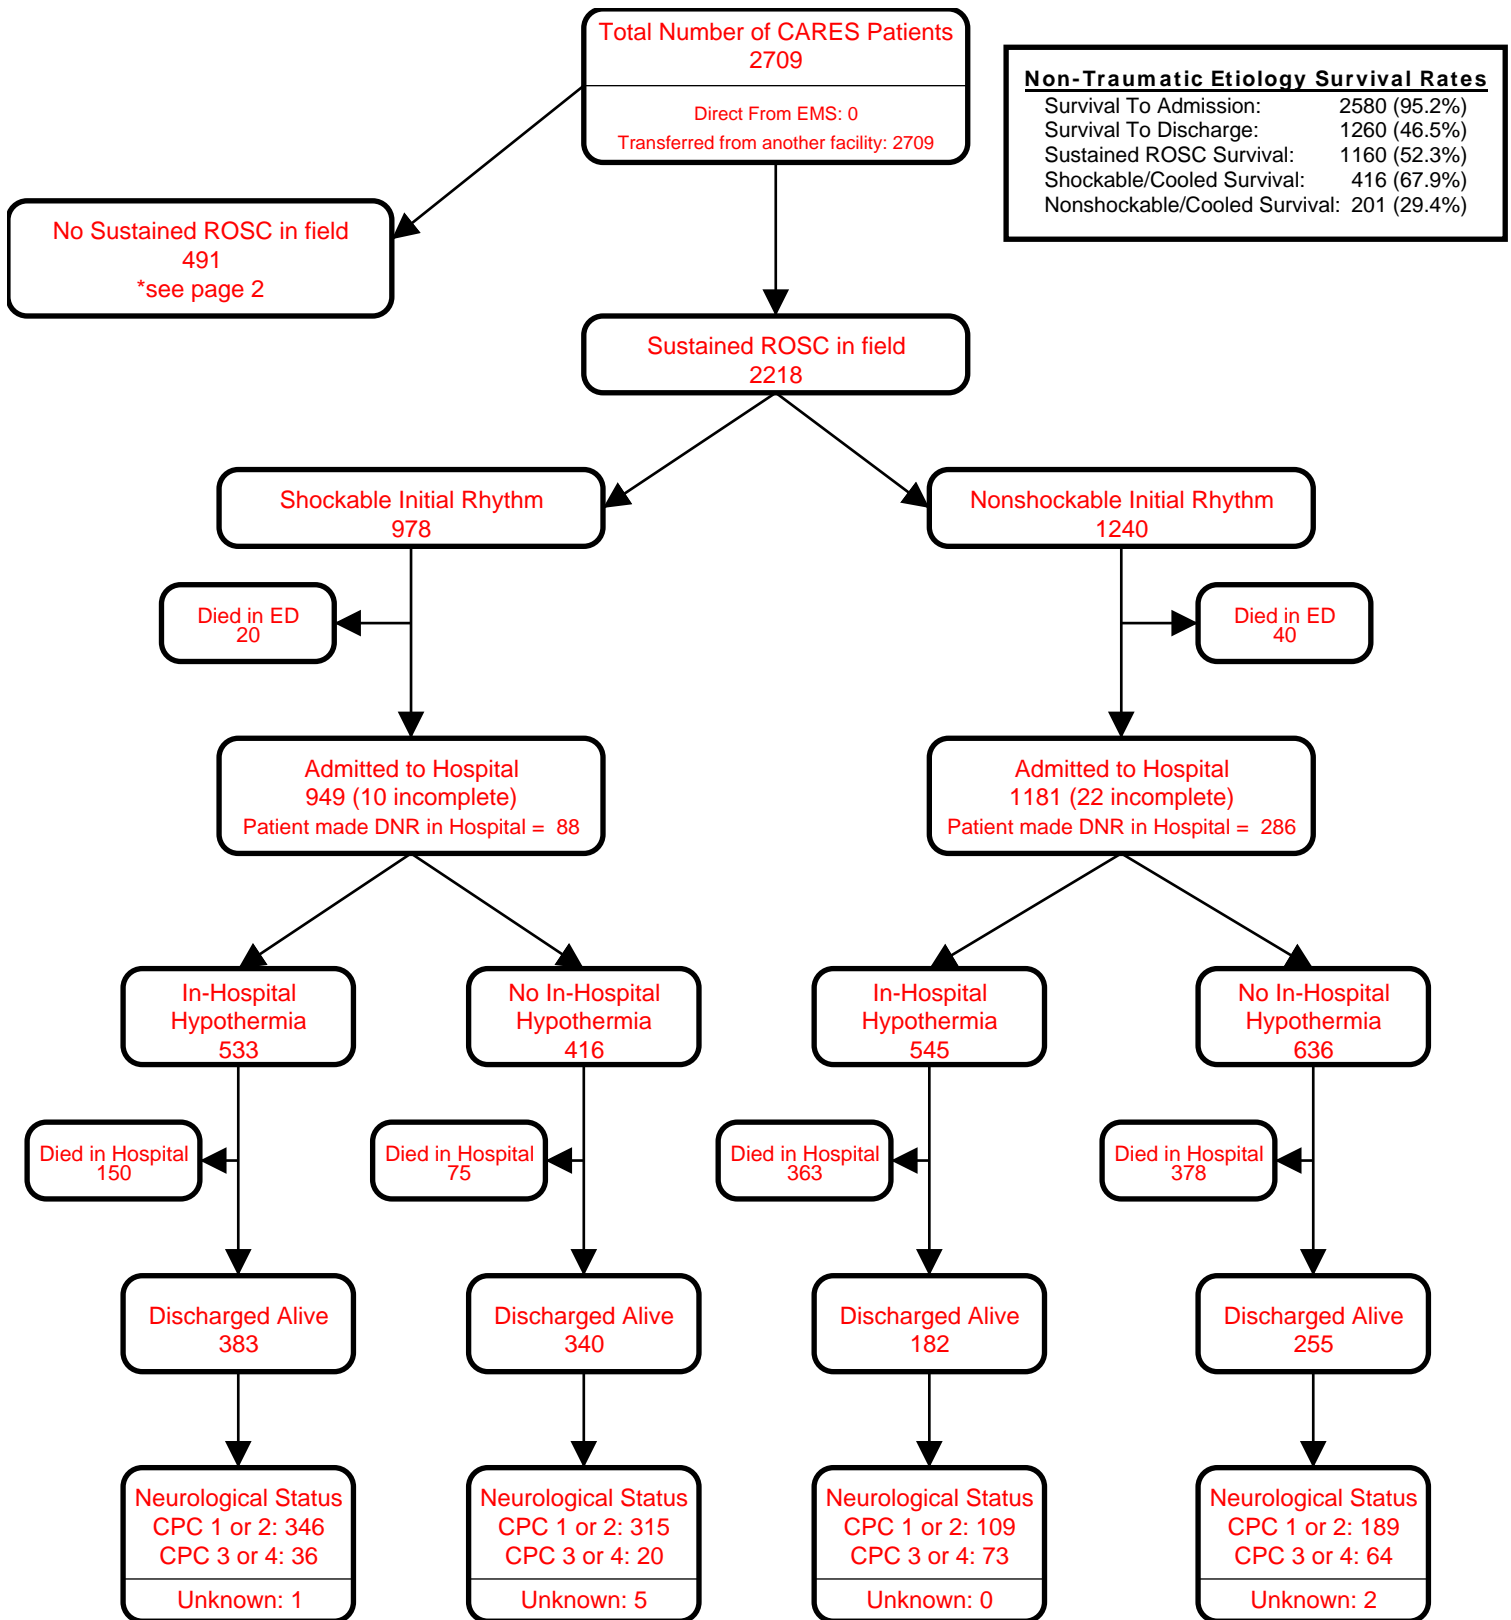 Total Number of CARES Patients
2709
Direct From EMS: 0
Transferred from another facility: 2709
Non-Traumatic Etiology Survival Rates
Survival To Admission: 2580 (95.2%)
Survival To Discharge: 1260 (46.5%)
Sustained ROSC Survival: 1160 (52.3%)
Shockable/Cooled Survival: 416 (67.9%)
Nonshockable/Cooled Survival: 201 (29.4%)
No Sustained ROSC in field
491
*see page 2
Sustained ROSC in field
2218
Shockable Initial Rhythm
978
Nonshockable Initial Rhythm
1240
Died in ED
20
Died in ED
40
Admitted to Hospital
949 (10 incomplete)
Patient made DNR in Hospital = 88
Admitted to Hospital
1181 (22 incomplete)
Patient made DNR in Hospital = 286
In-Hospital
Hypothermia
533
No In-Hospital
Hypothermia
416
In-Hospital
Hypothermia
545
No In-Hospital
Hypothermia
636
Died in Hospital
150
Died in Hospital
75
Died in Hospital
363
Died in Hospital
378
Discharged Alive
383
Discharged Alive
340
Discharged Alive
182
Discharged Alive
255
Neurological Status
CPC 1 or 2: 346
CPC 3 or 4: 36
Unknown: 1
Neurological Status
CPC 1 or 2: 315
CPC 3 or 4: 20
Unknown: 5
Neurological Status
CPC 1 or 2: 109
CPC 3 or 4: 73
Unknown: 0
Neurological Status
CPC 1 or 2: 189
CPC 3 or 4: 64
Unknown: 2